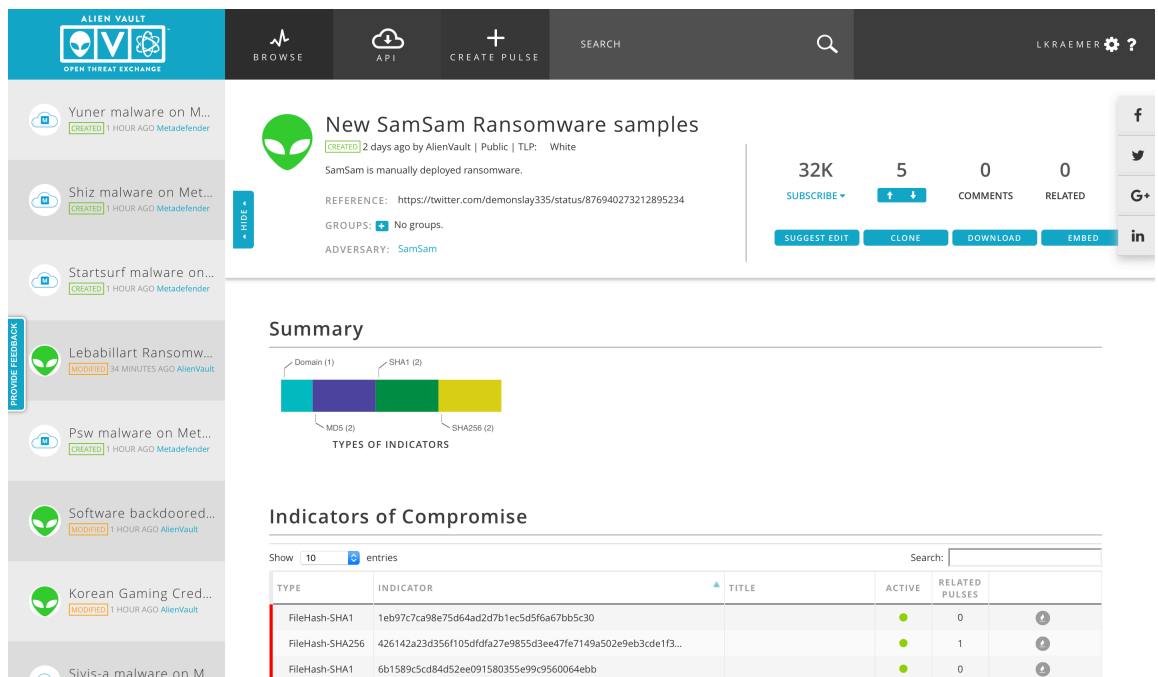 ALIEN VAULT
OTX
OPEN THREAT EXCHANGE
BROWSE
API
CREATE PULSE
SEARCH
LKRAEMER
?
Yuner malware on M...
CREATED 1 HOUR AGO Metadefender
Shiz malware on Met...
CREATED 1 HOUR AGO Metadefender
Startsurf malware on...
CREATED 1 HOUR AGO Metadefender
Lebabillart Ransomw...
MODIFIED 34 MINUTES AGO AlienVault
Psw malware on Met...
CREATED 1 HOUR AGO Metadefender
Software backdoored...
MODIFIED 1 HOUR AGO AlienVault
Korean Gaming Cred...
MODIFIED 1 HOUR AGO AlienVault
Sivis-a malware on M...
PROVIDE FEEDBACK
HIDE
New SamSam Ransomware samples
CREATED 2 days ago by AlienVault | Public | TLP: White
SamSam is manually deployed ransomware.
REFERENCE: https://twitter.com/demonslay335/status/876940273212895234
GROUPS: + No groups.
ADVERSARY: SamSam
32K
SUBSCRIBE
5
0
COMMENTS
0
RELATED
SUGGEST EDIT
CLONE
DOWNLOAD
EMBED
f
G+
in
Summary
Domain (1)
SHA1 (2)
MD5 (2)
SHA256 (2)
TYPES OF INDICATORS
Indicators of Compromise
Show 10 entries
Search:
TYPE INDICATOR TITLE ACTIVE RELATED PULSES
FileHash-SHA1 1eb97c7ca98e75d64ad2d7b1ec5d5f6a67bb5c30 0
FileHash-SHA256 426142a23d356f105dfdfa27e9855d3ee47fe7149a502e9eb3cde1f3... 1
FileHash-SHA1 6b1589c5cd84d52ee091580355e99c9560064ebb 0